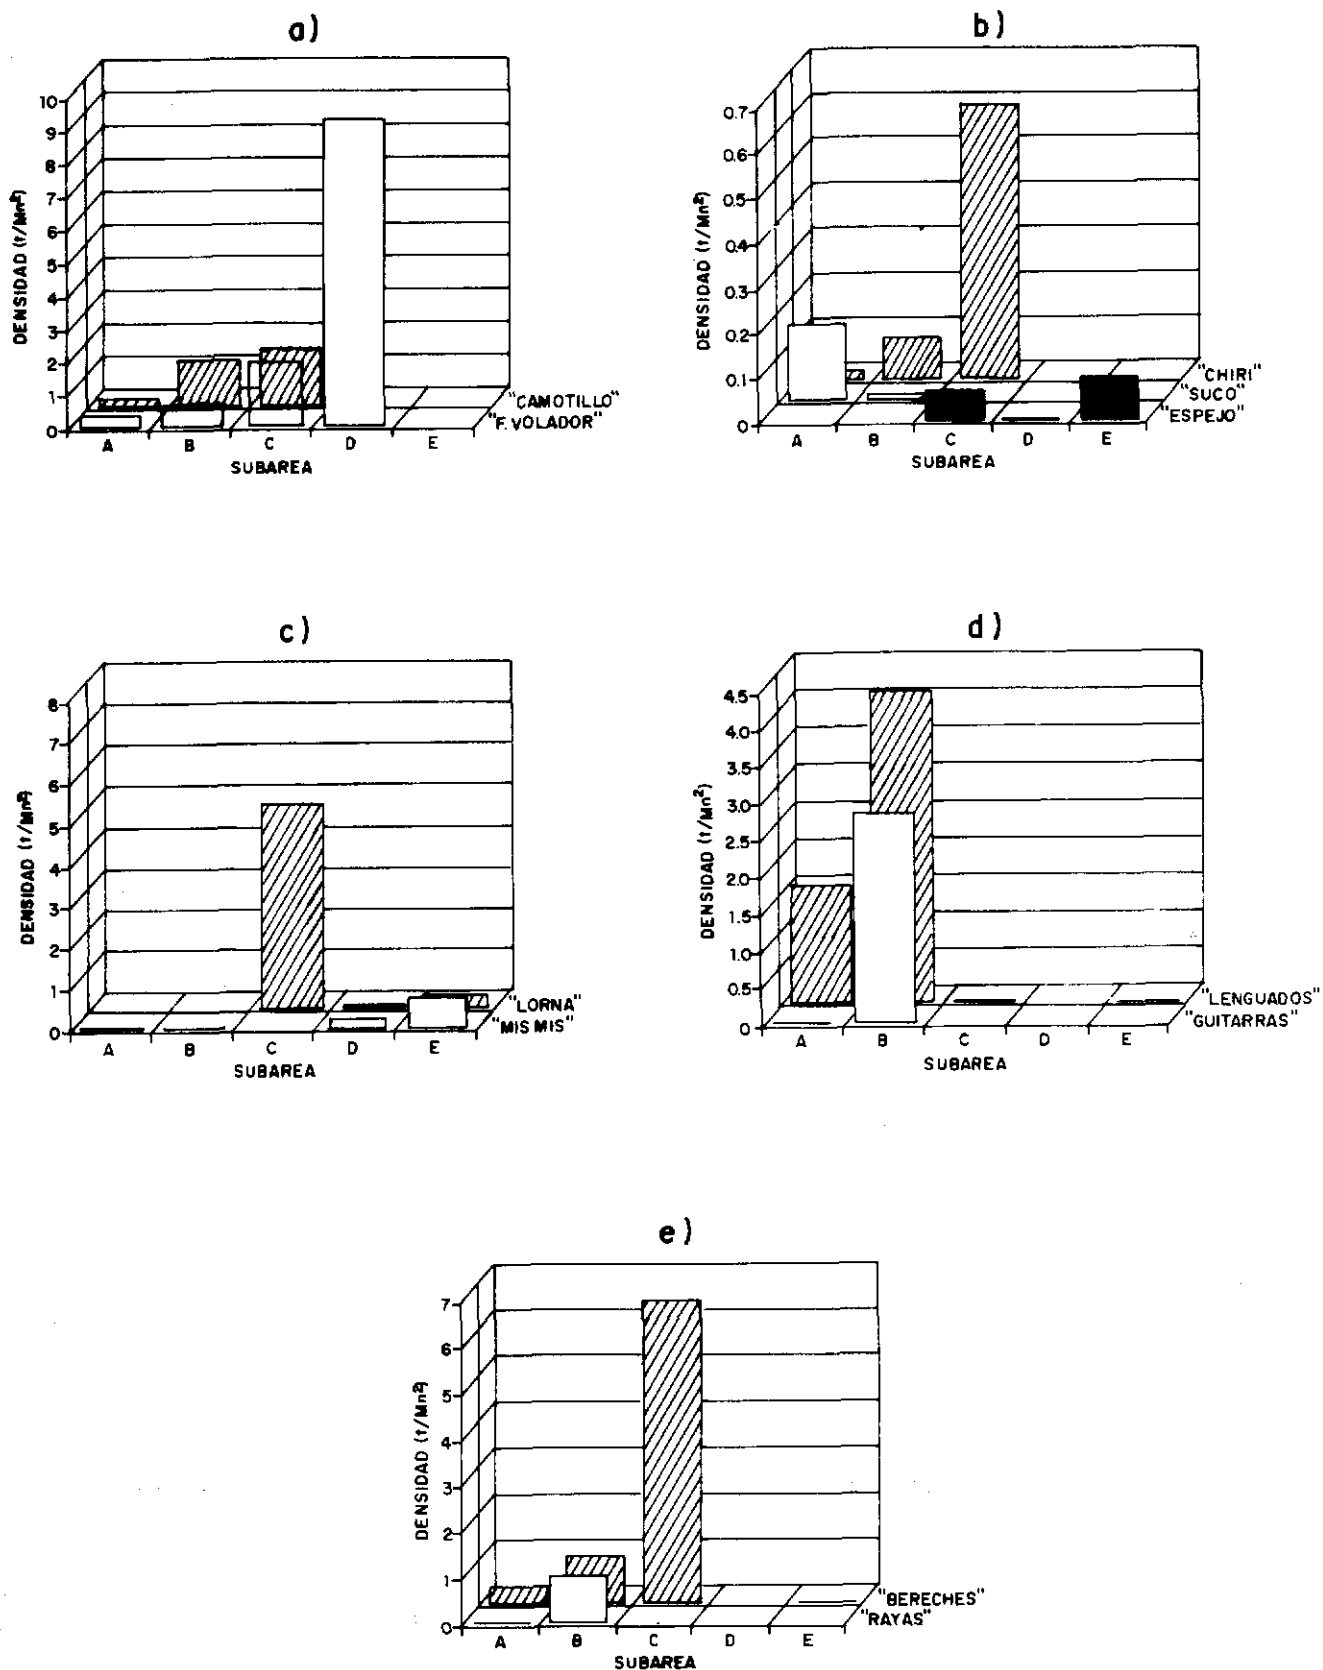 a)
10
9
8
7
6
5
4
3
2
1
0
DENSIDAD (t/Mn²)
A B C D E
SUBAREA
"CAMOTILLO"
"F. VOLADOR"
b)
0.7
0.6
0.5
0.4
0.3
0.2
0.1
0
DENSIDAD (t/Mn²)
A B C D E
SUBAREA
"CHIRI"
"SUCO"
"ESPEJO"
c)
8
7
6
5
4
3
2
1
0
DENSIDAD (t/Mn²)
A B C D E
SUBAREA
"LORNA"
"MIS MIS"
d)
4.5
4.0
3.5
3.0
2.5
2.0
1.5
1.0
0.5
0
DENSIDAD (t/Mn²)
A B C D E
SUBAREA
"LENGUADOS"
"GUITARRAS"
e)
7
6
5
4
3
2
1
0
DENSIDAD (t/Mn²)
A B C D E
SUBAREA
"BERECHES"
"RAYAS"